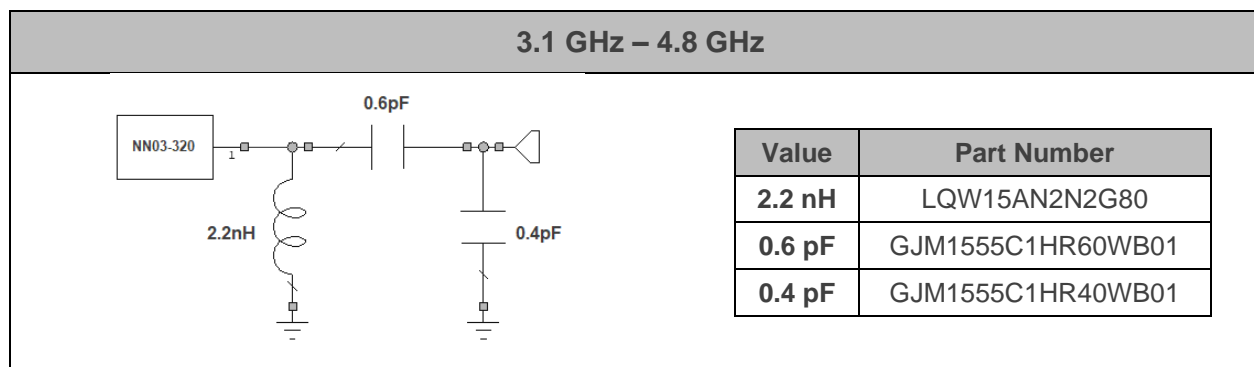 3.1 GHz – 4.8 GHz
0.6pF
NN03-320
1
2.2nH
0.4pF
Value Part Number
2.2 nH LQW15AN2N2G80
0.6 pF GJM1555C1HR60WB01
0.4 pF GJM1555C1HR40WB01